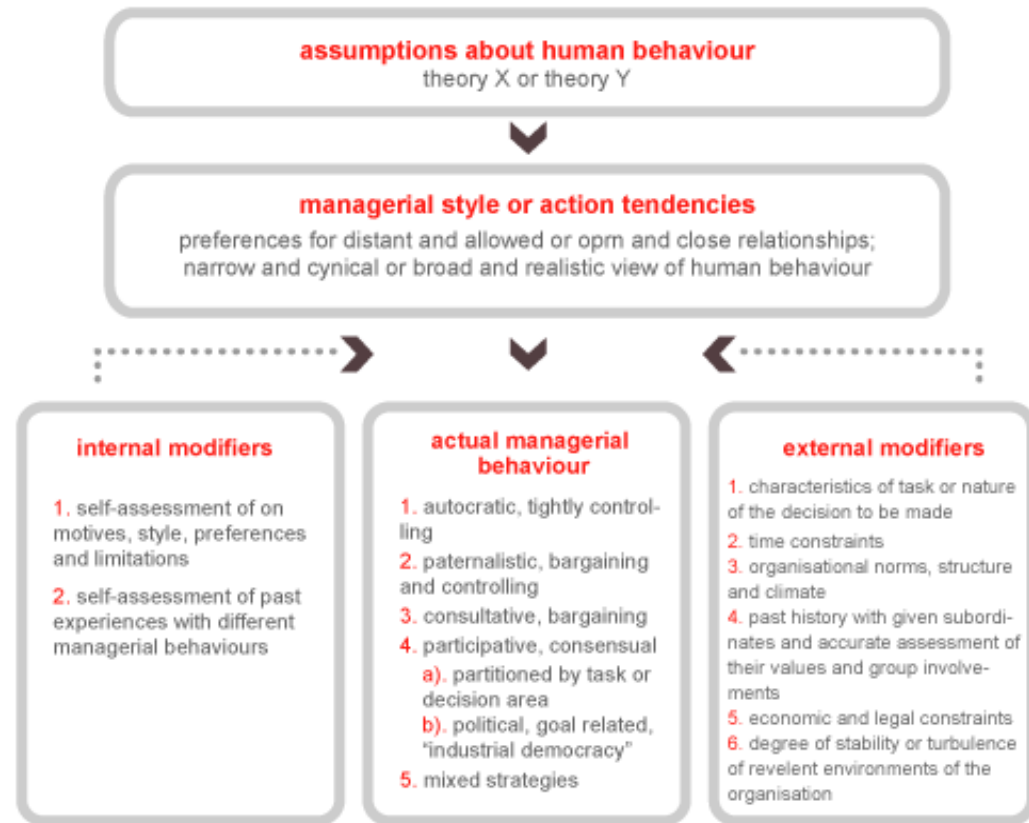 assumptions about human behaviour
theory X or theory Y
managerial style or action tendencies
preferences for distant and allowed or oprn and close relationships;
narrow and cynical or broad and realistic view of human behaviour
internal modifiers
1. self-assessment of on
motives, style, preferences
and limitations
2. self-assessment of past
experiences with different
managerial behaviours
actual managerial
behaviour
1. autocratic, tightly control-
ling
2. paternalistic, bargaining
and controlling
3. consultative, bargaining
4. participative, consensual
a). partitioned by task or
decision area
b). political, goal related,
"industrial democracy"
5. mixed strategies
external modifiers
1. characteristics of task or nature
of the decision to be made
2. time constraints
3. organisational norms, structure
and climate
4. past history with given subordi-
nates and accurate assessment of
their values and group involve-
ments
5. economic and legal constraints
6. degree of stability or turbulence
of revelent environments of the
organisation